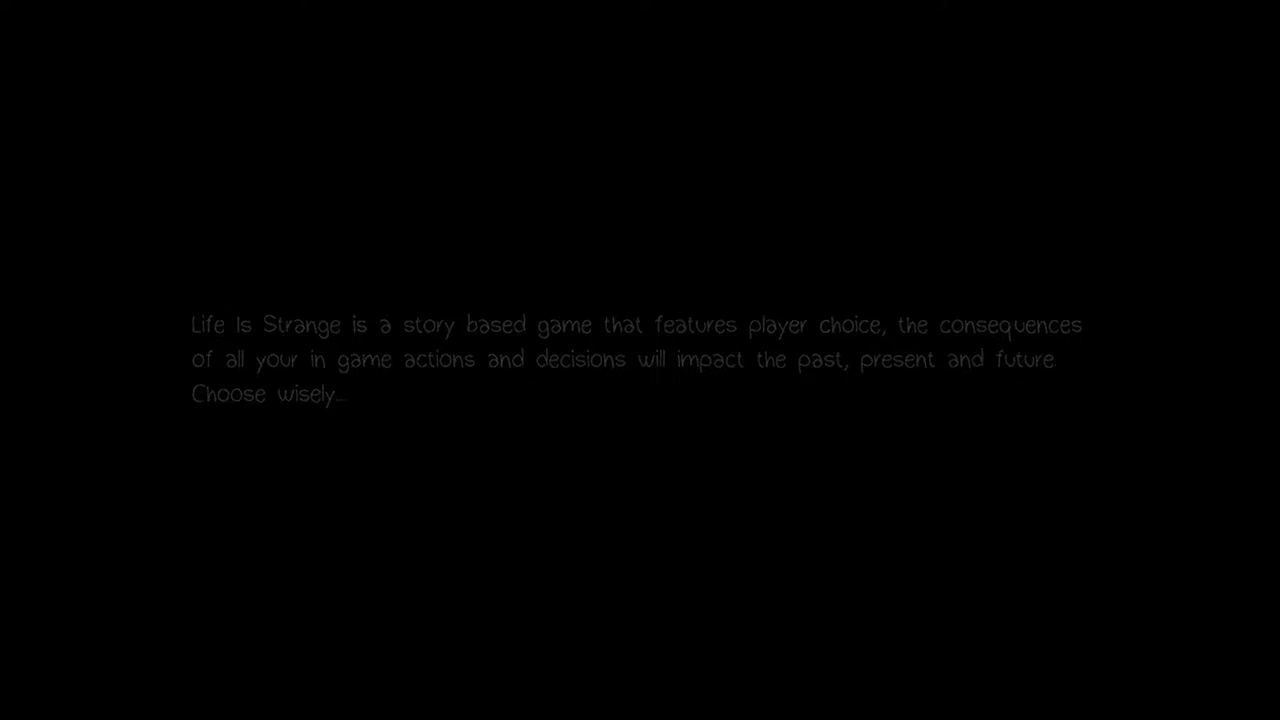 Life Is Strange is a story based game that features player choice, the consequences
of all your in game actions and decisions will impact the past, present and future.
Choose wisely...